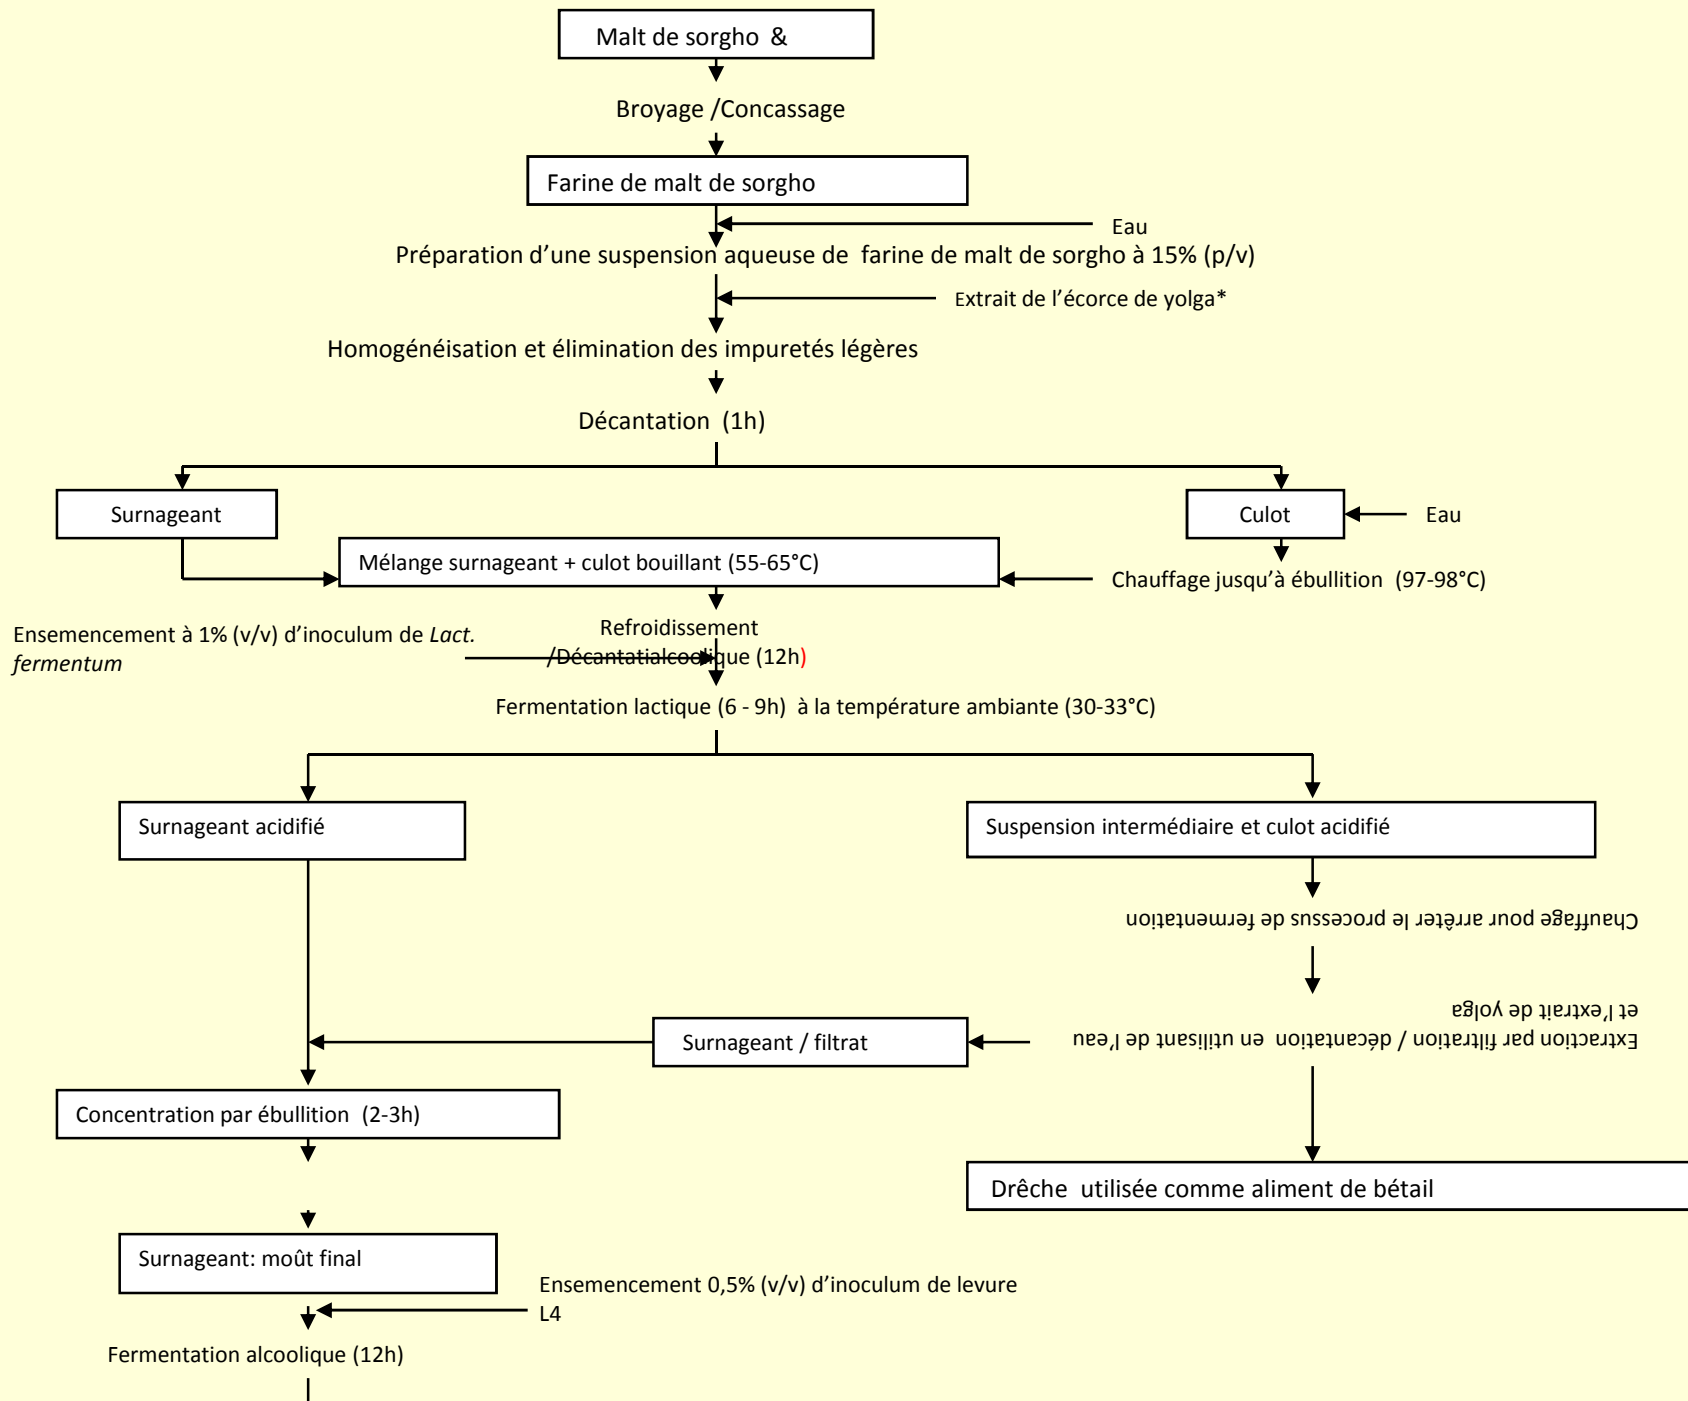 Malt de sorgho &
Broyage /Concassage
Farine de malt de sorgho
Eau
Préparation d’une suspension aqueuse de farine de malt de sorgho à 15% (p/v)
Extrait de l’écorce de yolga*
Homogénéisation et élimination des impuretés légères
Décantation (1h)
Surnageant
Culot
Eau
Mélange surnageant + culot bouillant (55-65°C)
Chauffage jusqu’à ébullition (97-98°C)
Ensemencement à 1% (v/v) d’inoculum de Lact.
fermentum
Refroidissement
/Décantatialcoolique (12h)
Fermentation lactique (6 - 9h) à la température ambiante (30-33°C)
Surnageant acidifié
Suspension intermédiaire et culot acidifié
Chauffage pour arrêter le processus de fermentation
Extraction par filtration / décantation en utilisant de l’eau
et l’extrait de yolga
Surnageant / filtrat
Concentration par ébullition (2-3h)
Drêche utilisée comme aliment de bétail
Surnageant: moût final
Ensemencement 0,5% (v/v) d’inoculum de levure
L4
Fermentation alcoolique (12h)